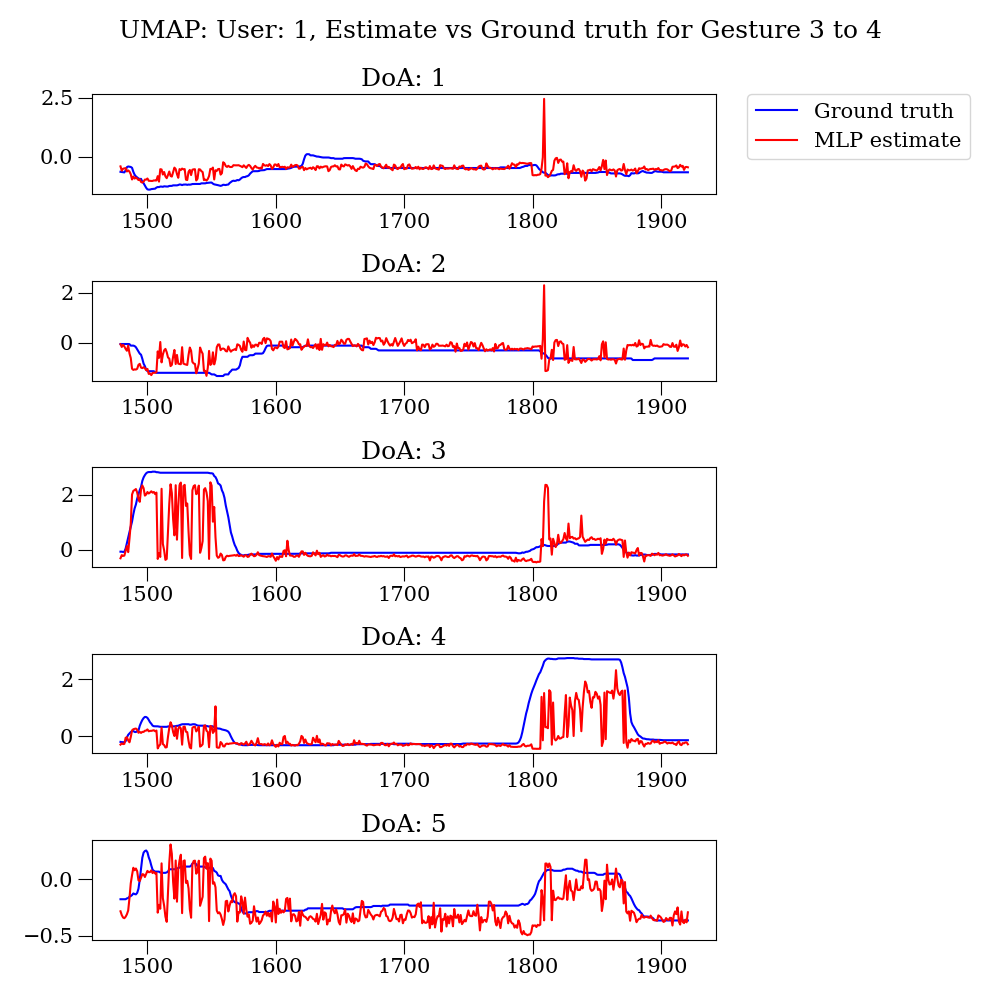 UMAP: User: 1, Estimate vs Ground truth for Gesture 3 to 4
DoA: 1
2.5
0.0
1500 1600 1700 1800 1900
Ground truth
MLP estimate
DoA: 2
2
0
1500 1600 1700 1800 1900
DoA: 3
2
0
1500 1600 1700 1800 1900
DoA: 4
2
0
1500 1600 1700 1800 1900
DoA: 5
0.0
−0.5
1500 1600 1700 1800 1900